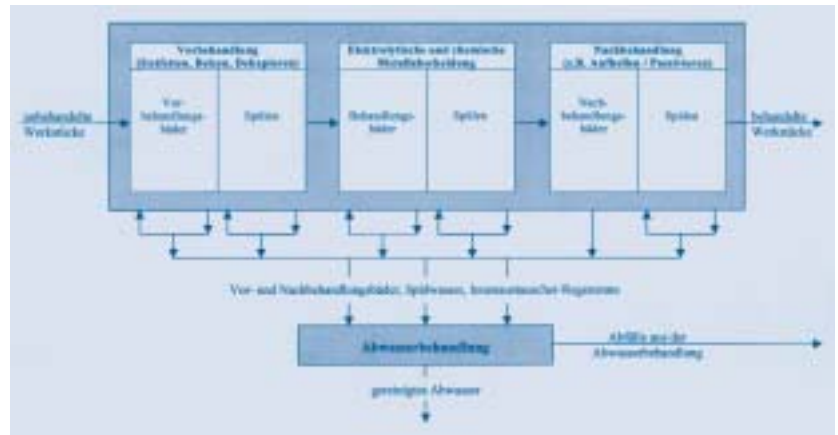 Vorbehandlung
(Entfetten, Beizen, Dekapieren)
Elektrolytische und chemische
Metallabscheidung
Nachbehandlung
(z.B. Aufhellen / Passivieren)
unbehandelte
Werkstücke
Vor-
behandlungs-
bäder
Spülen
Behandlungs-
bäder
Spülen
Nach-
behandlungs-
bäder
Spülen
behandelte
Werkstücke
Vor- und Nachbehandlungsbäder, Spülwasser, Ionenaustauscher-Regenerate
Abwasserbehandlung
Abfälle aus der
Abwasserbehandlung
gereinigtes Abwasser